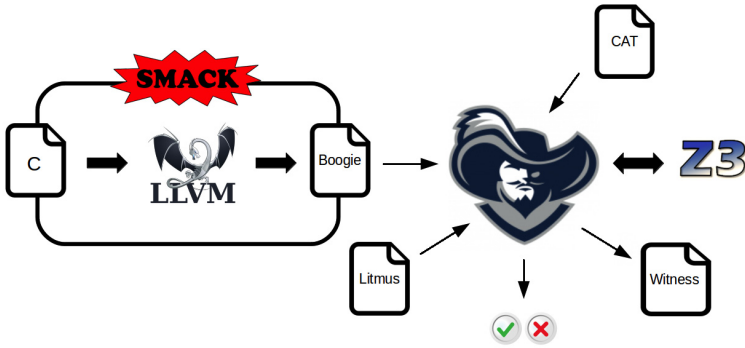 CAT
SMACK
C
LLVM
Boogie
Z3
Litmus
Witness